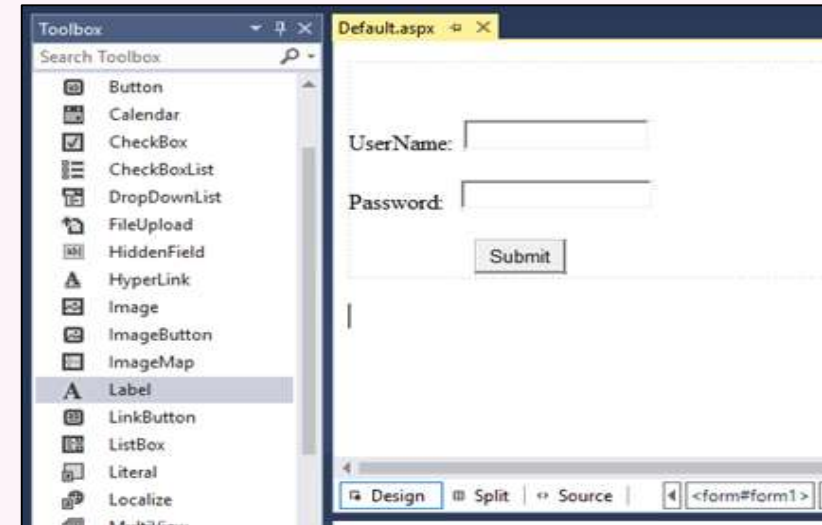 Toolbox
Search Toolbox
Button
Calendar
CheckBox
CheckBoxList
DropDownList
FileUpload
HiddenField
HyperLink
Image
ImageButton
ImageMap
Label
LinkButton
ListBox
Literal
Localize
MultiView
Default.aspx
UserName:
Password:
Submit
Design Split Source <form#form1>